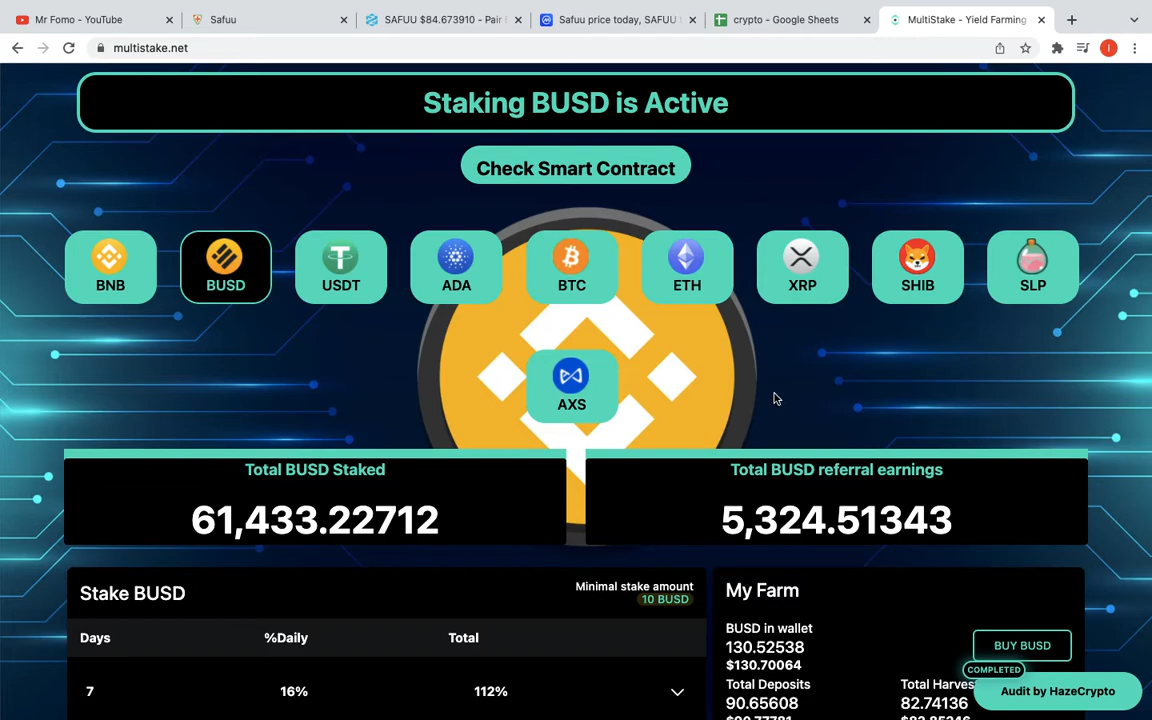 Mr Fomo - YouTube
Safuu
SAFUU $84.673910 - Pair
Safuu price today, SAFUU
crypto - Google Sheets
MultiStake - Yield Farming
multistake.net
I
Staking BUSD is Active
Check Smart Contract
BNB
BUSD
USDT
ADA
BTC
ETH
XRP
SHIB
SLP
AXS
Total BUSD Staked
61,433.22712
Total BUSD referral earnings
5,324.51343
Stake BUSD
Minimal stake amount
10 BUSD
Days %Daily Total
7 16% 112%
My Farm
BUSD in wallet
130.52538
$130.70064
BUY BUSD
COMPLETED
Audit by HazeCrypto
Total Deposits
90.65608
Total Harves
82.74136